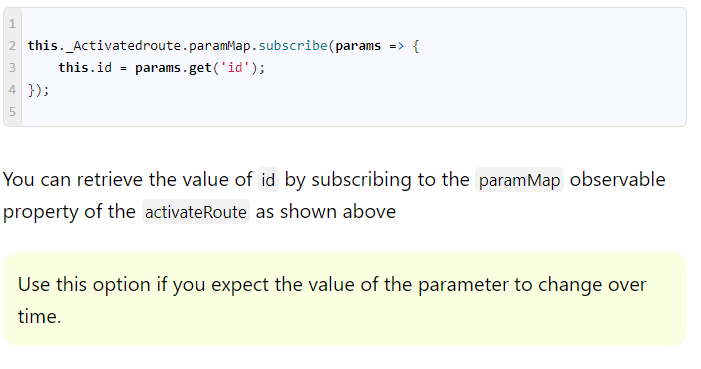 1
2 this._Activatedroute.paramMap.subscribe(params => {
3     this.id = params.get('id');
4 });
5
You can retrieve the value of id by subscribing to the paramMap observable
property of the activateRoute as shown above
Use this option if you expect the value of the parameter to change over
time.